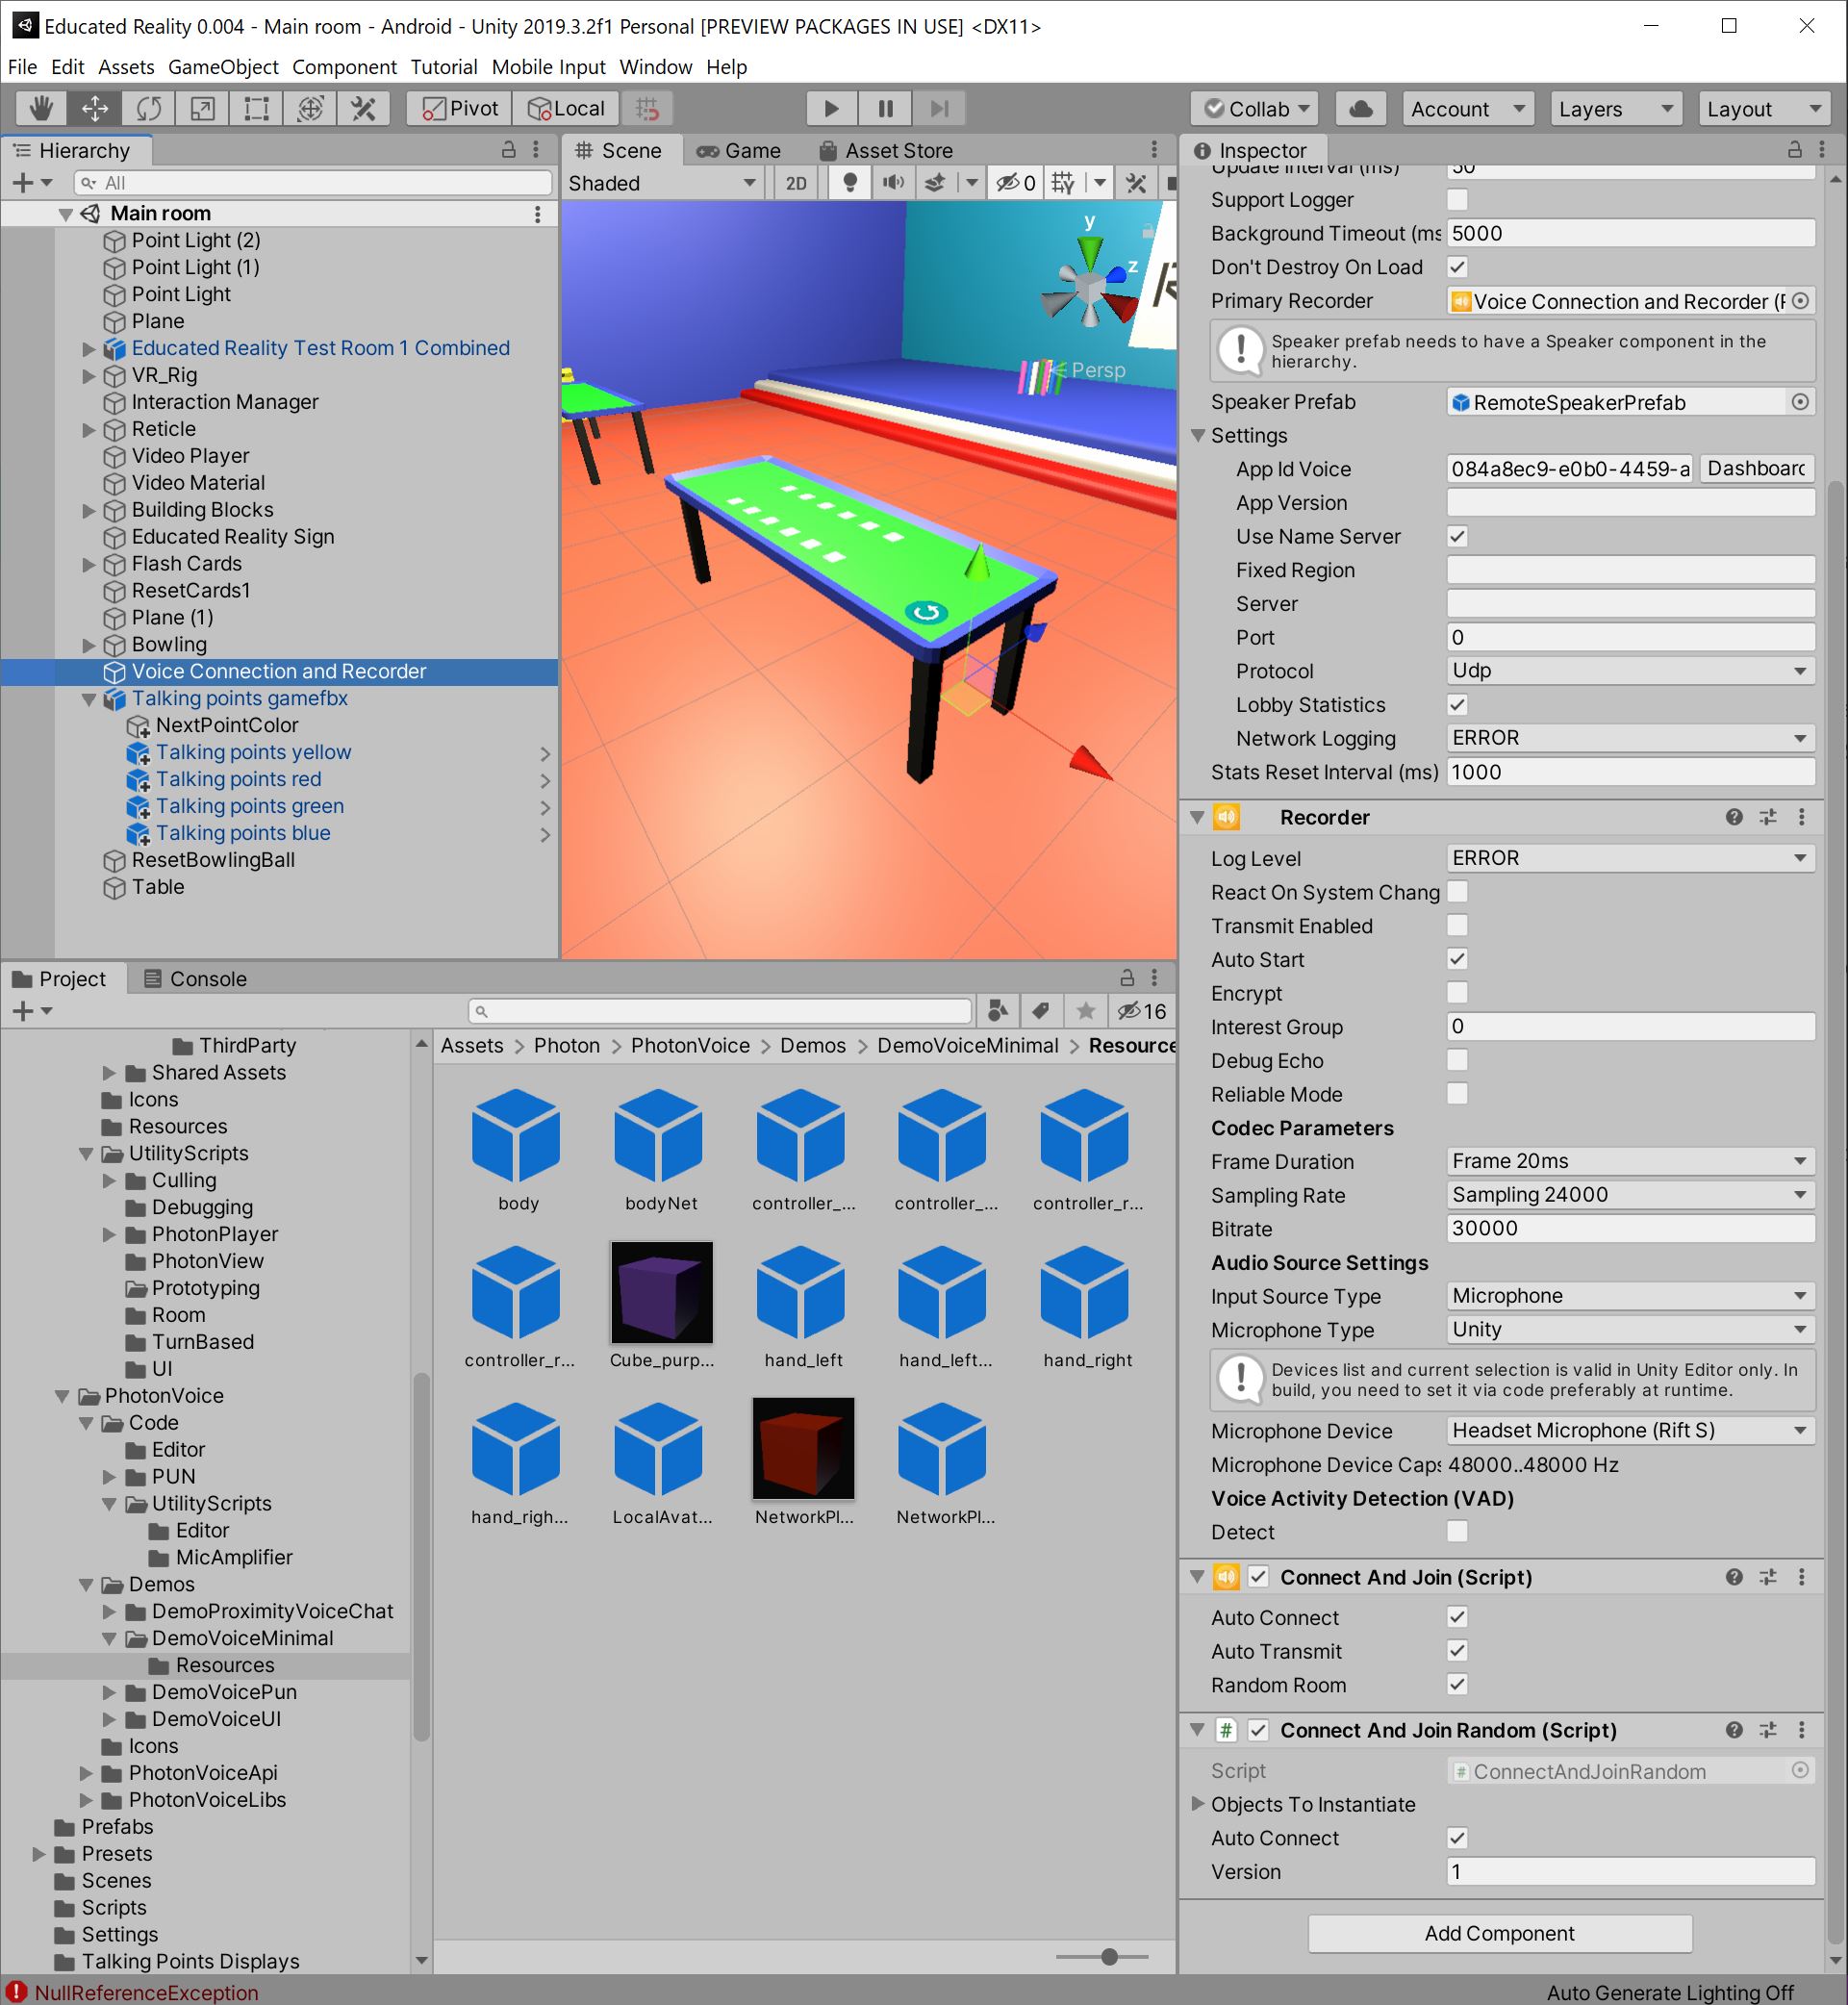 Educated Reality 0.004 - Main room - Android - Unity 2019.3.2f1 Personal [PREVIEW PACKAGES IN USE] <DX11>
File Edit Assets GameObject Component Tutorial Mobile Input Window Help
Pivot Local Collab Account Layers Layout
Hierarchy
All
Main room
Point Light (2)
Point Light (1)
Point Light
Plane
Educated Reality Test Room 1 Combined
VR_Rig
Interaction Manager
Reticle
Video Player
Video Material
Building Blocks
Educated Reality Sign
Flash Cards
ResetCards1
Plane (1)
Bowling
Voice Connection and Recorder
Talking points gamefbx
NextPointColor
Talking points yellow
Talking points red
Talking points green
Talking points blue
ResetBowlingBall
Table
Scene Game Asset Store
Shaded 2D 0
y
z
Persp
Project Console
16
ThirdParty
Shared Assets
Icons
Resources
UtilityScripts
Culling
Debugging
PhotonPlayer
PhotonView
Prototyping
Room
TurnBased
UI
PhotonVoice
Code
Editor
PUN
UtilityScripts
Editor
MicAmplifier
Demos
DemoProximityVoiceChat
DemoVoiceMinimal
Resources
DemoVoicePun
DemoVoiceUI
Icons
PhotonVoiceApi
PhotonVoiceLibs
Prefabs
Presets
Scenes
Scripts
Settings
Talking Points Displays
Assets > Photon > PhotonVoice > Demos > DemoVoiceMinimal > Resource
body bodyNet controller_... controller_... controller_r...
controller_r... Cube_purp... hand_left hand_left... hand_right
hand_righ... LocalAvat... NetworkPl... NetworkPl...
Inspector
Update Interval (ms) 50
Support Logger
Background Timeout (ms 5000
Don't Destroy On Load
Primary Recorder Voice Connection and Recorder (R
Speaker prefab needs to have a Speaker component in the
hierarchy.
Speaker Prefab RemoteSpeakerPrefab
Settings
App Id Voice 084a8ec9-e0b0-4459-a Dashboard
App Version
Use Name Server
Fixed Region
Server
Port 0
Protocol Udp
Lobby Statistics
Network Logging ERROR
Stats Reset Interval (ms) 1000
Recorder
Log Level ERROR
React On System Chang
Transmit Enabled
Auto Start
Encrypt
Interest Group 0
Debug Echo
Reliable Mode
Codec Parameters
Frame Duration Frame 20ms
Sampling Rate Sampling 24000
Bitrate 30000
Audio Source Settings
Input Source Type Microphone
Microphone Type Unity
Devices list and current selection is valid in Unity Editor only. In
build, you need to set it via code preferably at runtime.
Microphone Device Headset Microphone (Rift S)
Microphone Device Caps 48000..48000 Hz
Voice Activity Detection (VAD)
Detect
Connect And Join (Script)
Auto Connect
Auto Transmit
Random Room
Connect And Join Random (Script)
Script ConnectAndJoinRandom
Objects To Instantiate
Auto Connect
Version 1
Add Component
NullReferenceException
Auto Generate Lighting Off